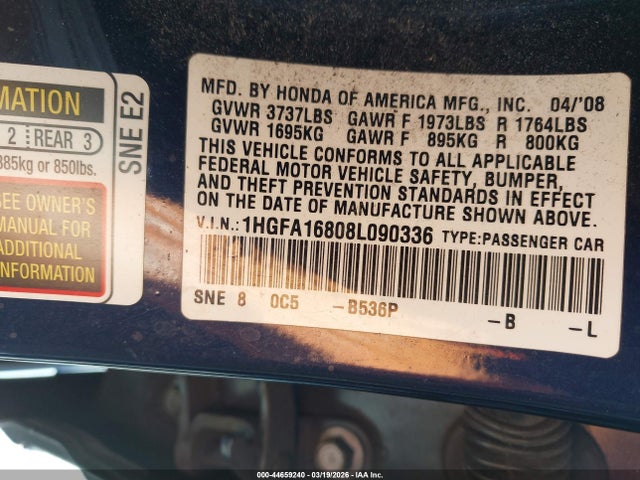 MATION
2 REAR 3
385kg or 850lbs.
SEE OWNER'S
MANUAL FOR
ADDITIONAL
INFORMATION
SNE E2
MFD. BY HONDA OF AMERICA MFG., INC. 04/'08
GVWR 3737LBS GAWR F 1973LBS R 1764LBS
GVWR 1695KG GAWR F 895KG R 800KG
THIS VEHICLE CONFORMS TO ALL APPLICABLE
FEDERAL MOTOR VEHICLE SAFETY, BUMPER,
AND THEFT PREVENTION STANDARDS IN EFFECT
ON THE DATE OF MANUFACTURE SHOWN ABOVE.
V.I.N.: 1HGFA16808L090336 TYPE:PASSENGER CAR
SNE 8 0C5 -B536P -B -L
000-44659240 - 03/19/2026 - IAA Inc.